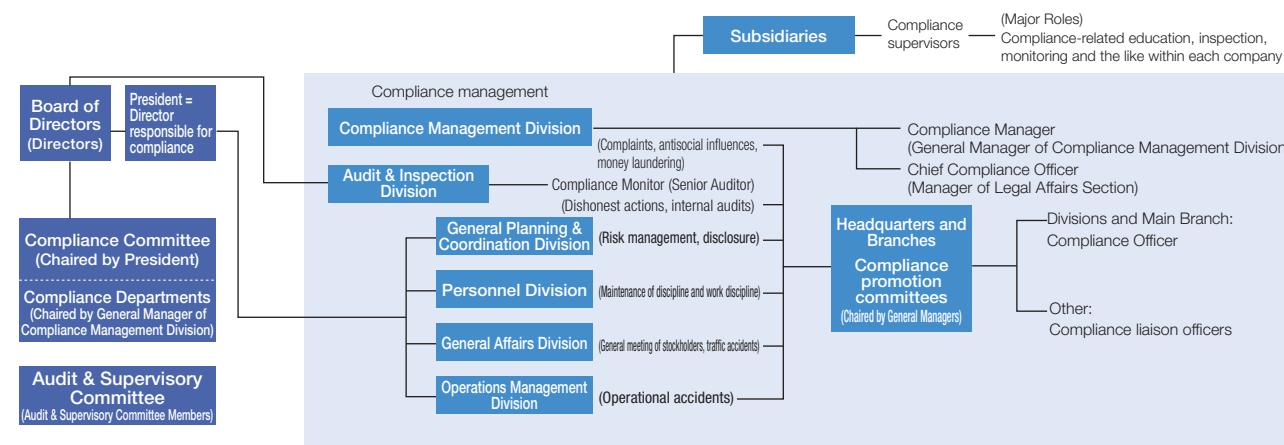 Subsidiaries
Compliance
supervisors
(Major Roles)
Compliance-related education, inspection,
monitoring and the like within each company
Board of
Directors
(Directors)
President =
Director
responsible for
compliance
Compliance management
Compliance Management Division
(Complaints, antisocial influences,
money laundering)
Compliance Manager
(General Manager of Compliance Management Division
Chief Compliance Officer
(Manager of Legal Affairs Section)
Audit & Inspection
Division
Compliance Monitor (Senior Auditor)
(Dishonest actions, internal audits)
Compliance Committee
(Chaired by President)
Compliance Departments
(Chaired by General Manager of
Compliance Management Division)
Audit & Supervisory
Committee
(Audit & Supervisory Committee Members)
General Planning &
Coordination Division
(Risk management, disclosure)
Personnel Division
(Maintenance of discipline and work discipline)
General Affairs Division
(General meeting of stockholders, traffic accidents)
Operations Management
Division
(Operational accidents)
Headquarters and
Branches
Compliance
promotion
committees
(Chaired by General Managers)
Divisions and Main Branch:
Compliance Officer
Other:
Compliance liaison officers